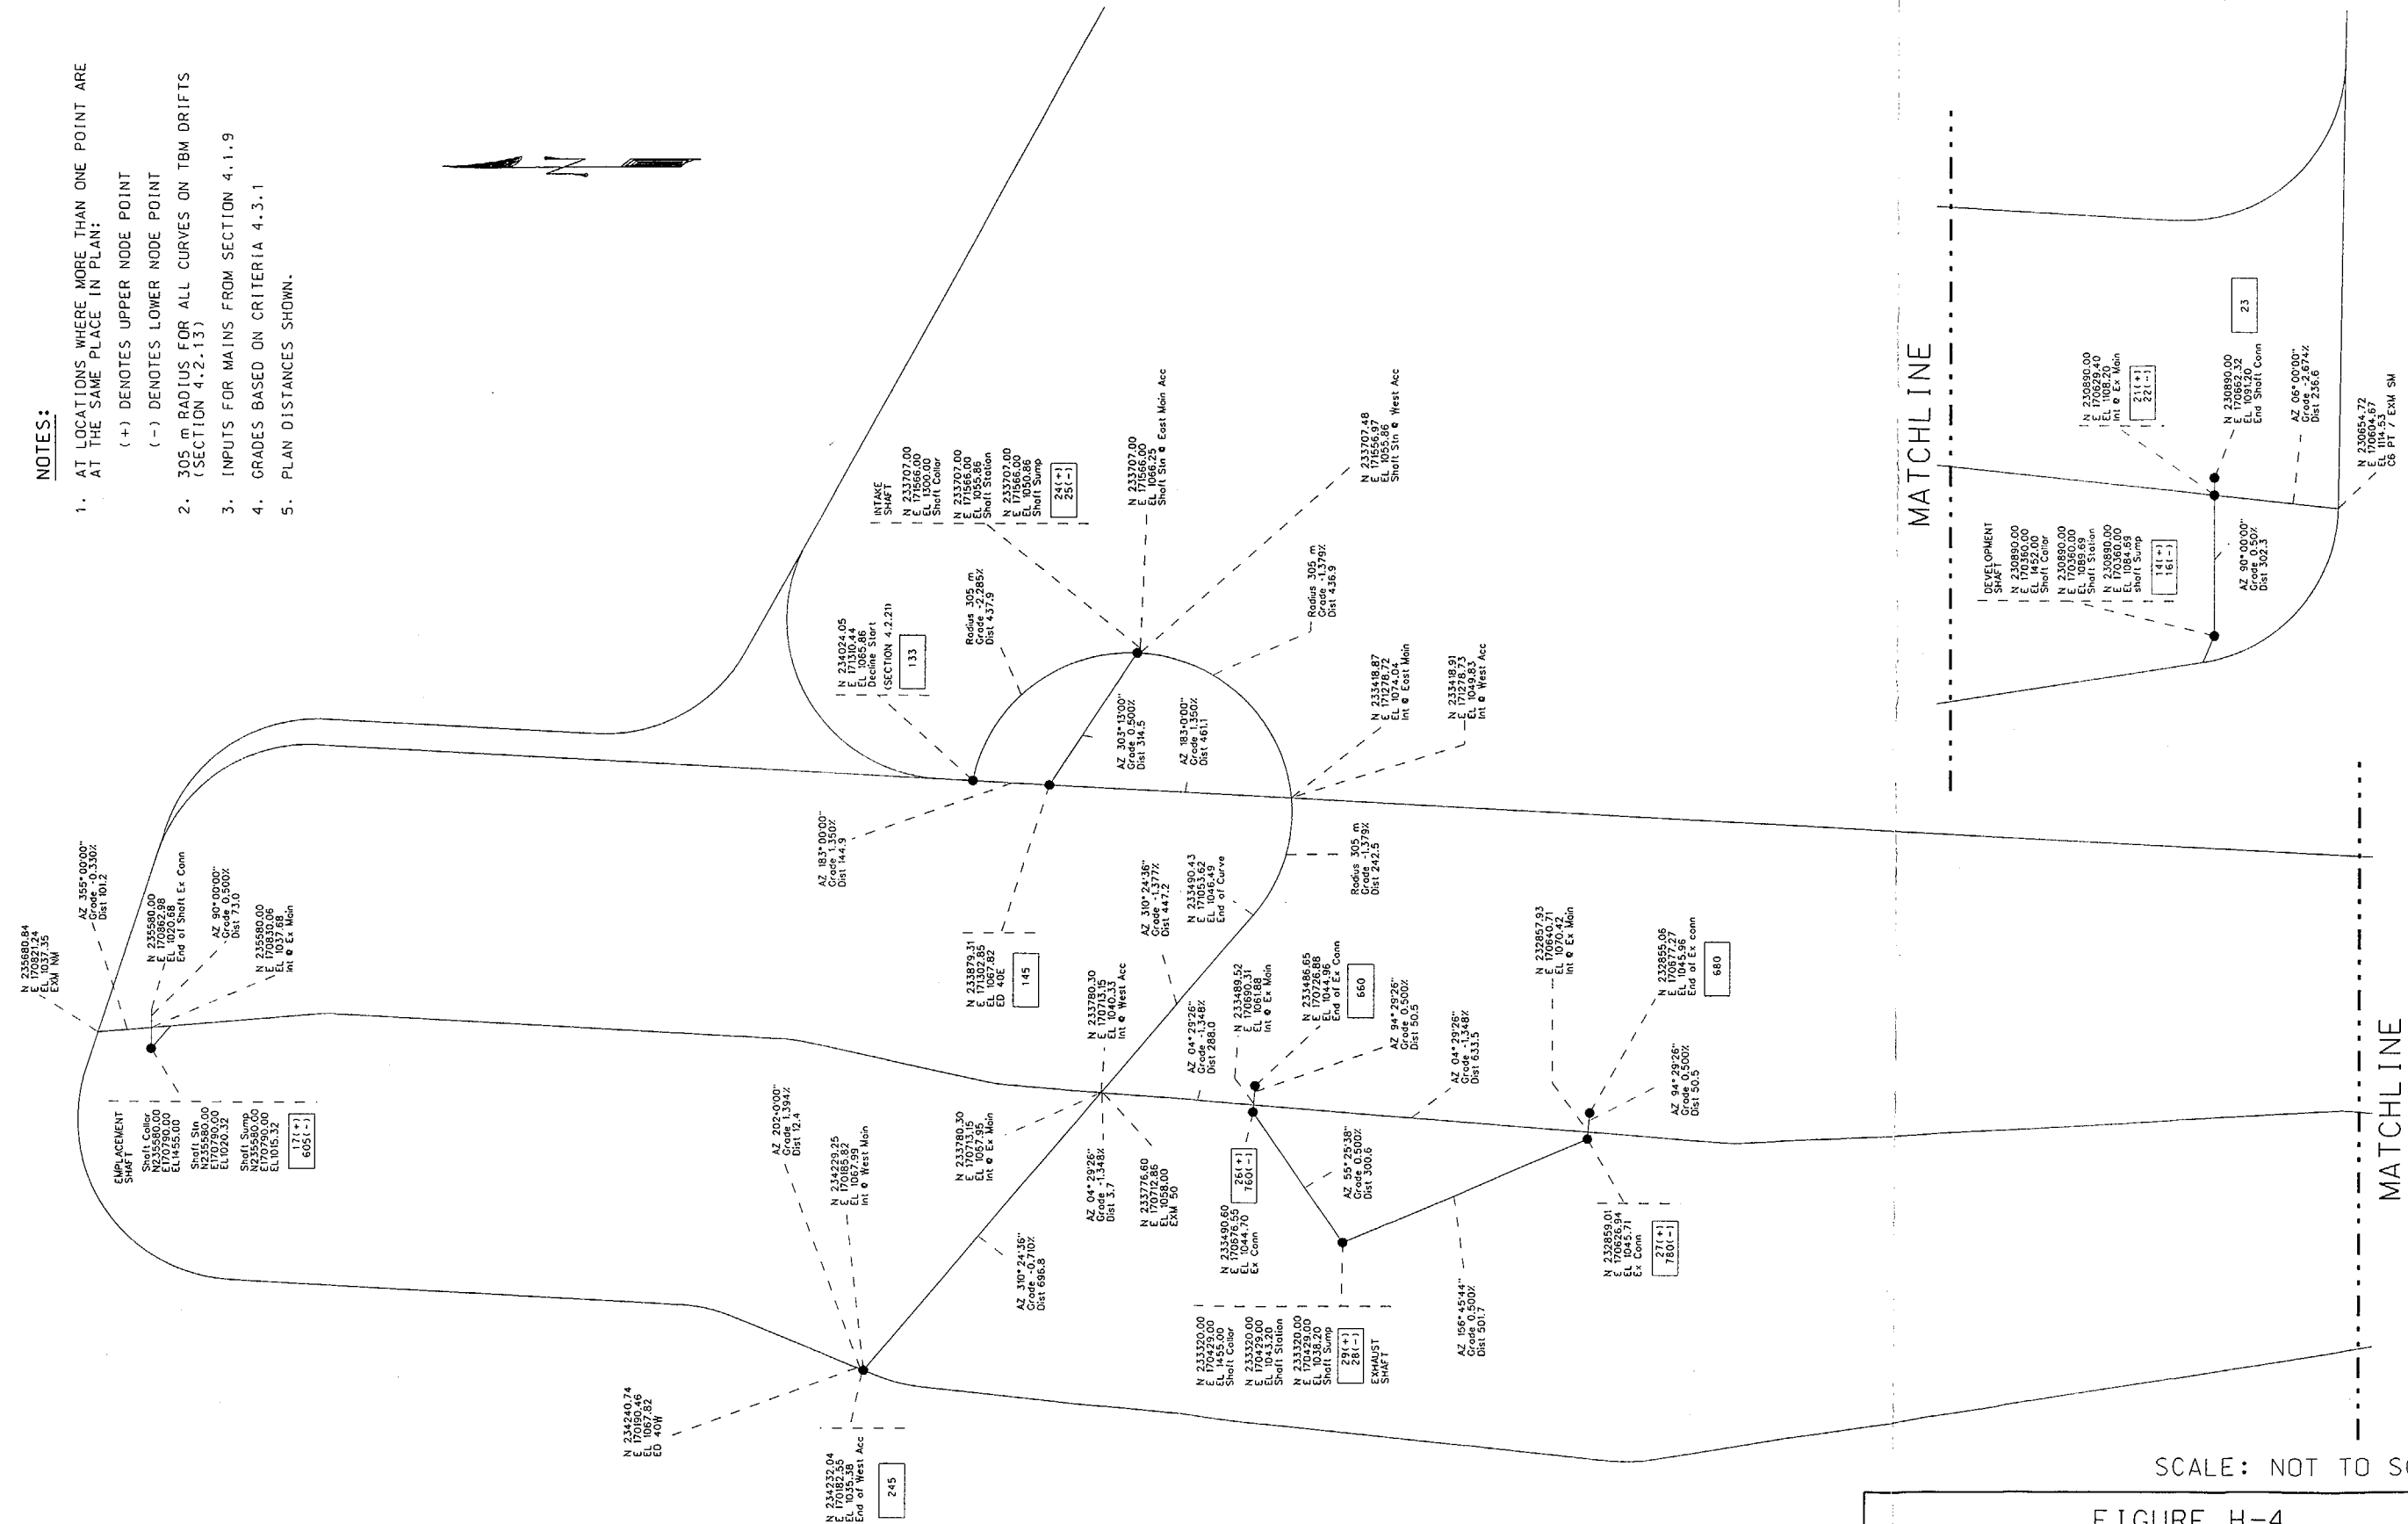 NOTES:
1. AT LOCATIONS WHERE MORE THAN ONE POINT ARE
AT THE SAME PLACE IN PLAN:
(+) DENOTES UPPER NODE POINT
(-) DENOTES LOWER NODE POINT
2. 305 m RADIUS FOR ALL CURVES ON TBM DRIFTS
(SECTION 4.2.13)
3. INPUTS FOR MAINS FROM SECTION 4.1.9
4. GRADES BASED ON CRITERIA 4.3.1
5. PLAN DISTANCES SHOWN.
N
N 235680.84
E 170821.24
EL 1037.35
EXM NM
AZ 355°00'00"
Grade -0.330%
Dist 101.2
N 235580.00
E 170862.98
EL 1020.68
End of Shaft Ex Conn
AZ 90°00'00"
Grade 0.500%
Dist 73.0
N 235580.00
E 170830.06
EL 1037.68
Int @ Ex Main
EMPLACEMENT
SHAFT
Shaft Collar
N235580.00
E170790.00
EL1455.00
Shaft Stn
N235580.00
E170790.00
EL1020.32
Shaft Sump
N235580.00
E170790.00
EL1015.32
17(+)
605(-)
INTAKE
SHAFT
N 233707.00
E 171566.00
EL 1300.00
Shaft Collar
N 233707.00
E 171566.00
EL 1055.86
Shaft Station
N 233707.00
E 171566.00
EL 1050.86
Shaft Sump
24(+)
25(-)
N 233707.00
E 171566.00
EL 1066.25
Shaft Stn @ East Main Acc
N 233707.48
E 171556.97
EL 1055.86
Shaft Stn @ West Acc
N 234024.05
E 171310.44
EL 1065.86
Decline Start
(SECTION 4.2.21)
133
Radius 305 m
Grade -2.285%
Dist 437.9
Radius 305 m
Grade -1.379%
Dist 436.9
AZ 303°13'00"
Grade 0.500%
Dist 314.5
AZ 183°0'00"
Grade 1.350%
Dist 461.1
N 233418.87
E 171278.72
EL 1074.04
Int @ East Main
N 233418.91
E 171278.73
EL 1049.83
Int @ West Acc
AZ 183°00'00"
Grade 1.350%
Dist 144.9
N 233879.31
E 171302.85
EL 1067.82
ED 40E
145
AZ 310°24'36"
Grade -1.377%
Dist 447.2
N 233490.43
E 171053.62
EL 1046.49
End of Curve
Radius 305 m
Grade -1.379%
Dist 242.5
N 233780.30
E 170713.15
EL 1040.33
Int @ West Acc
AZ 04°29'26"
Grade -1.348%
Dist 288.0
N 233489.52
E 170690.31
EL 1061.88
Int @ Ex Main
N 233486.65
E 170726.88
EL 1044.96
End of Ex Conn
660
AZ 94°29'26"
Grade 0.500%
Dist 50.5
AZ 04°29'26"
Grade -1.348%
Dist 633.5
N 232857.93
E 170640.71
EL 1070.42
Int @ Ex Main
N 232855.06
E 170677.27
EL 1045.96
End of Ex conn
680
AZ 94°29'26"
Grade 0.500%
Dist 50.5
AZ 202°0'00"
Grade 1.394%
Dist 12.4
N 234229.25
E 170185.82
EL 1067.99
Int @ West Main
N 233780.30
E 170713.15
EL 1057.95
Int @ Ex Main
AZ 04°29'26"
Grade -1.348%
Dist 3.7
N 233776.60
E 170712.86
EL 1058.00
EXM 50
AZ 310°24'36"
Grade -0.710%
Dist 696.8
N 233490.60
E 170676.55
EL 1044.70
Ex Conn
26(+)
760(-)
AZ 55°25'38"
Grade 0.500%
Dist 300.6
N 232859.01
E 170626.94
EL 1045.71
Ex Conn
27(+)
780(-)
AZ 156°45'44"
Grade 0.500%
Dist 501.7
N 233320.00
E 170429.00
EL 1455.00
Shaft Collar
N 233320.00
E 170429.00
EL 1043.20
Shaft Station
N 233320.00
E 170429.00
EL 1038.20
Shaft Sump
29(+)
28(-)
EXHAUST
SHAFT
N 234240.74
E 170190.46
EL 1067.82
ED 40W
N 234232.04
E 170182.55
EL 1035.38
End of West Acc
245
MATCHLINE
DEVELOPMENT
SHAFT
N 230890.00
E 170360.00
EL 1452.00
Shaft Collar
N 230890.00
E 170360.00
EL 1089.69
Shaft Station
N 230890.00
E 170360.00
EL 1084.69
shaft Sump
14(+)
16(-)
N 230890.00
E 170629.40
EL 1108.20
Int @ Ex Main
21(+)
22(-)
N 230890.00
E 170662.32
EL 1091.20
End Shaft Conn
23
AZ 06°00'00"
Grade -2.674%
Dist 236.6
AZ 90°00'00"
Grade 0.50%
Dist 302.3
N 230654.72
E 170604.67
EL 1114.53
C6 PT / EXM SM
MATCHLINE
SCALE: NOT TO
FIGURE H-4